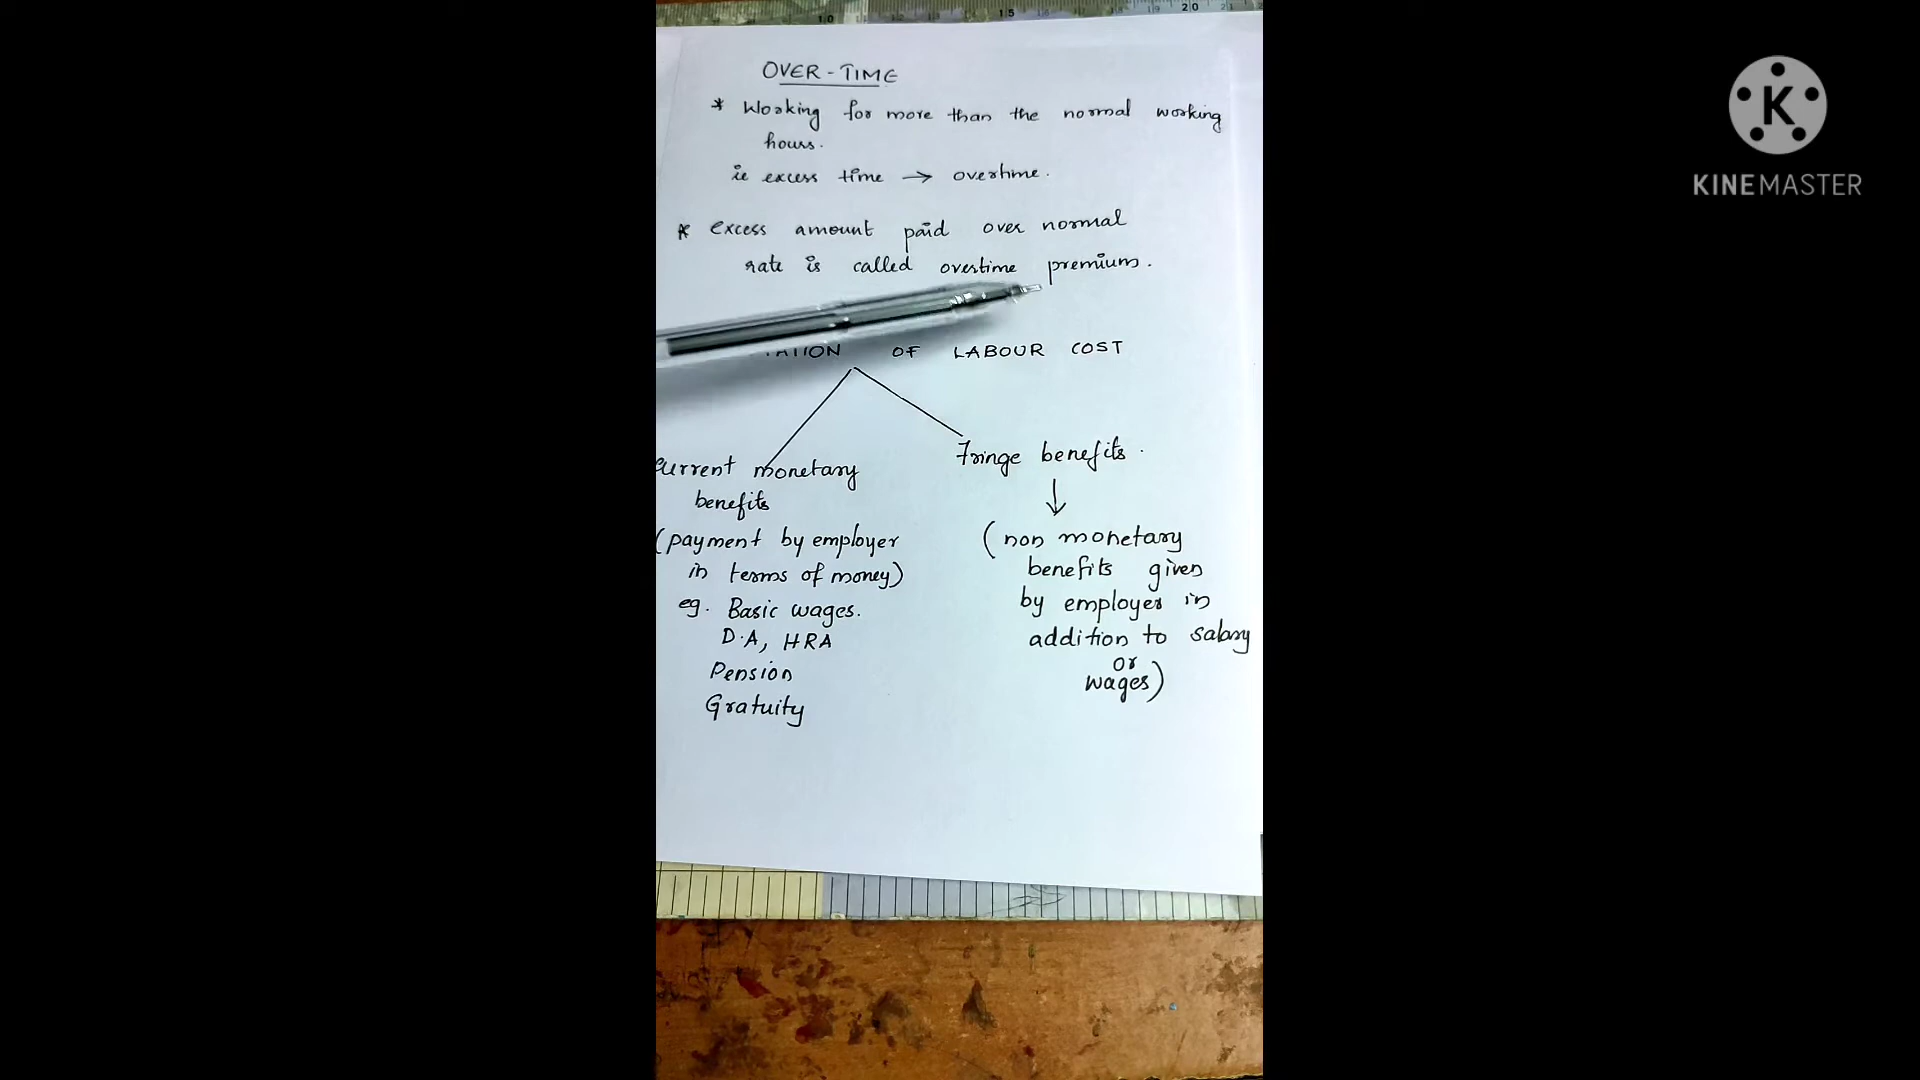 OVER-TIME
* Working for more than the normal working
hours.
ie excess time → overtime.
* excess amount paid over normal
rate is called overtime premium.
OF LABOUR COST
current monetary
benefits
(payment by employer
in terms of money)
eg. Basic wages.
D.A, HRA
Pension
Gratuity
Fringe benefits.
↓
(non monetary
benefits given
by employer in
addition to salary
or
wages)
K
KINEMASTER